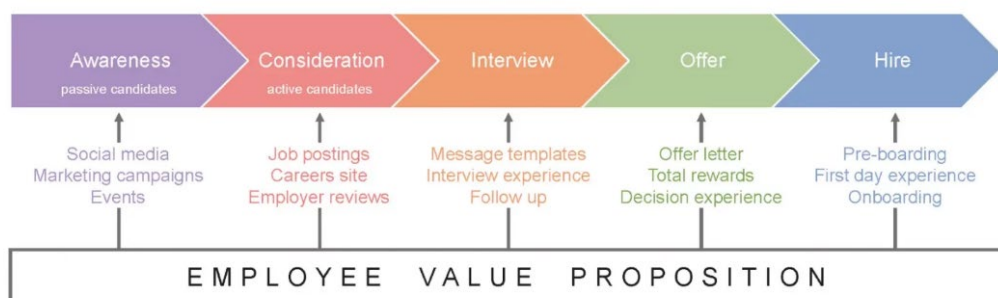 Awareness
passive candidates
Consideration
active candidates
Interview
Offer
Hire
Social media
Marketing campaigns
Events
Job postings
Careers site
Employer reviews
Message templates
Interview experience
Follow up
Offer letter
Total rewards
Decision experience
Pre-boarding
First day experience
Onboarding
EMPLOYEE VALUE PROPOSITION